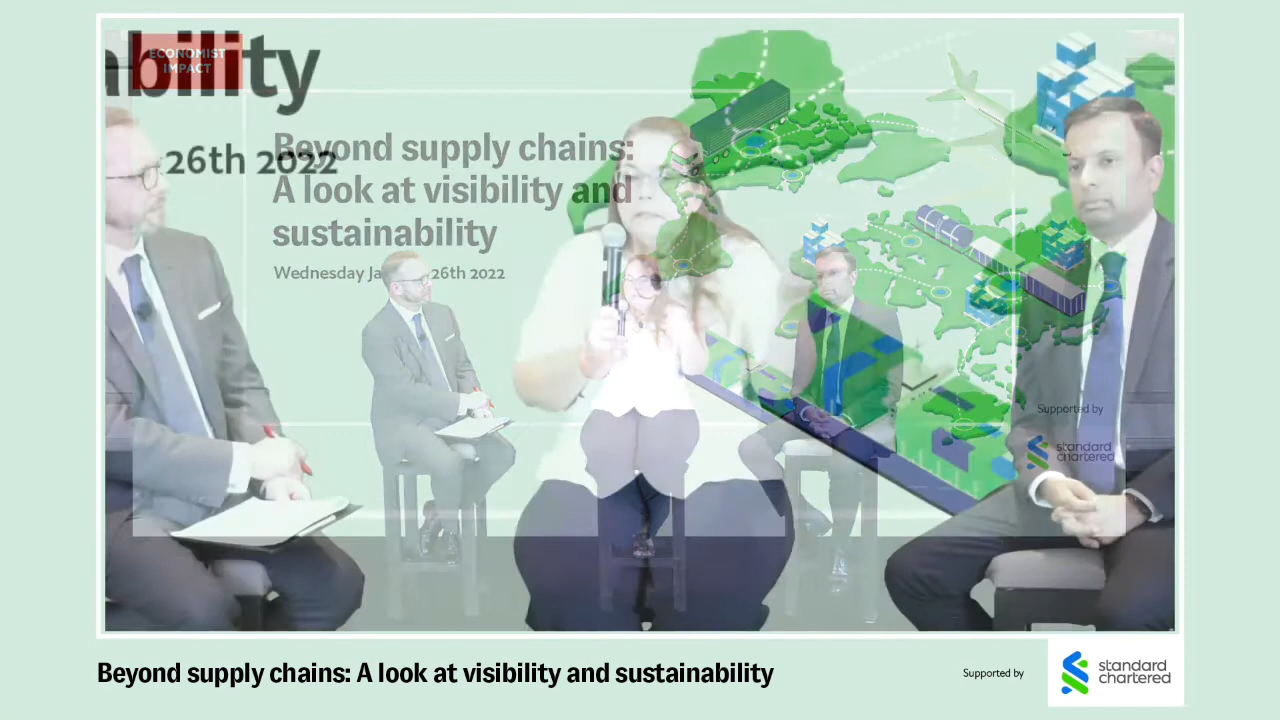 ability
ECONOMIST
IMPACT
26th 2022
Beyond supply chains:
A look at visibility and
sustainability
Wednesday Ja 26th 2022
Supported by
standard
chartered
Beyond supply chains: A look at visibility and sustainability
Supported by
standard
chartered